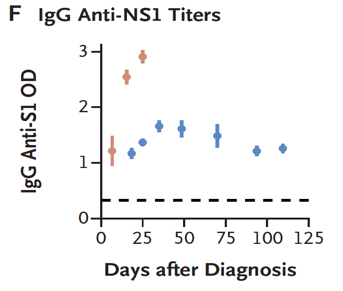 F IgG Anti-NS1 Titers
IgG Anti-S1 OD
3
2
1
0
0 25 50 75 100 125
Days after Diagnosis